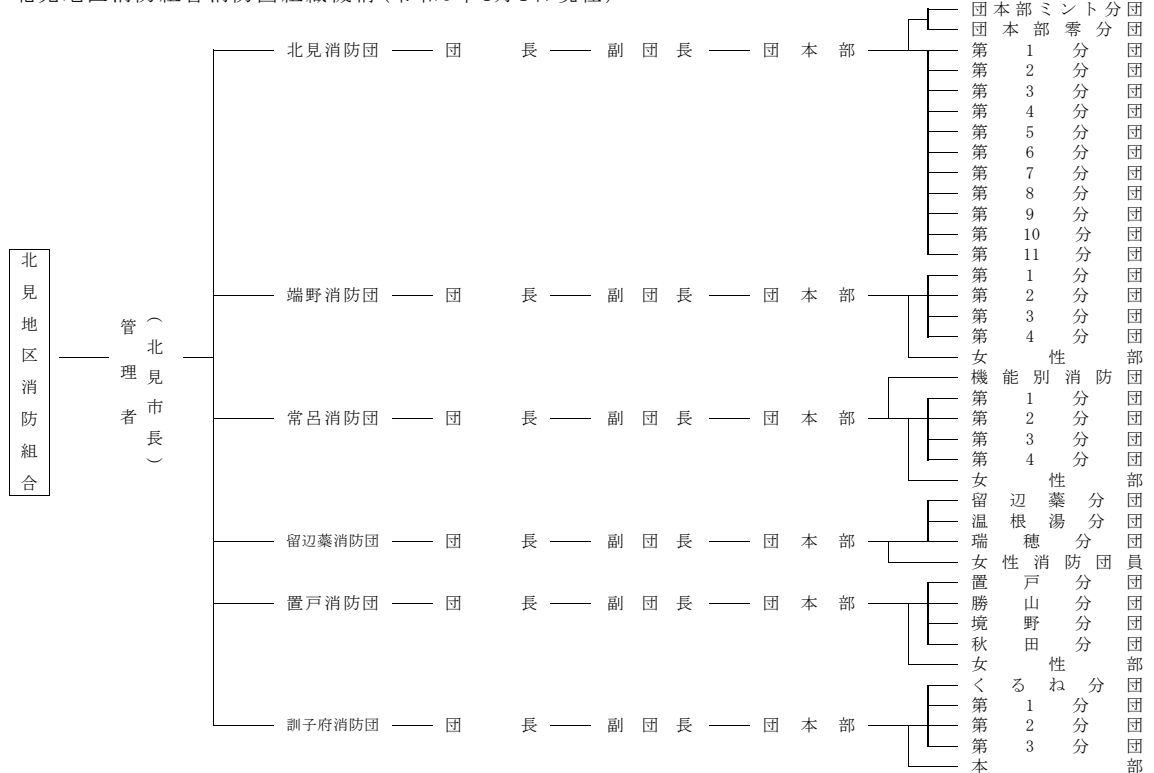 団本部ミント分団
団本部零分団
北見消防団 団長 副団長 団本部 第1分団
第2分団
第3分団
第4分団
第5分団
第6分団
第7分団
第8分団
第9分団
第10分団
第11分団
北見地区消防組合
管理者
(北見市長)
第1分団
端野消防団 団長 副団長 団本部 第2分団
第3分団
第4分団
女性部
機能別消防団
第1分団
常呂消防団 団長 副団長 団本部 第2分団
第3分団
第4分団
女性部
留辺蘂分団
温根湯分団
留辺蘂消防団 団長 副団長 団本部 瑞穂分団
女性消防団員
置戸分団
置戸消防団 団長 副団長 団本部 勝山分団
境野分団
秋田分団
女性部
くるね分団
第1分団
訓子府消防団 団長 副団長 団本部 第2分団
第3分団
本部